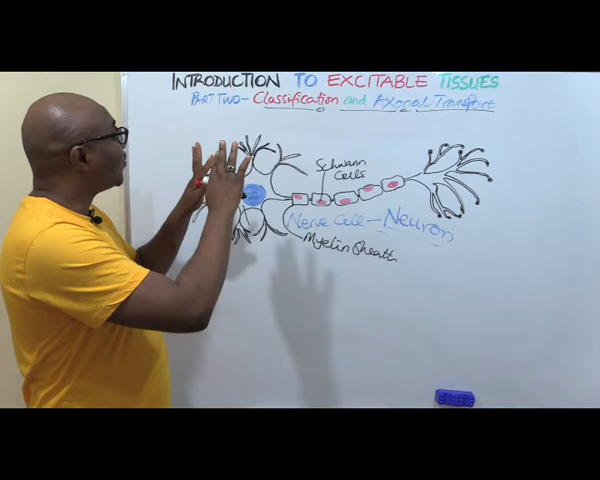 INTRODUCTION TO EXCITABLE TISSUES
PART TWO - Classification and Axonal Transport
Schwann
Cells
Nerve Cell - Neuron
Myelin Sheath